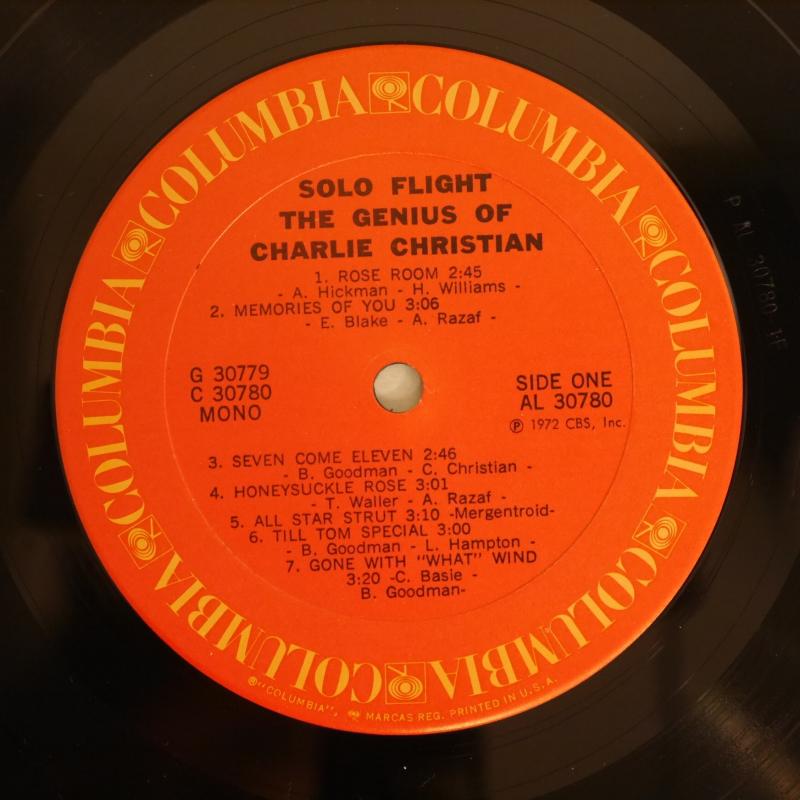 COLUMBIA COLUMBIA COLUMBIA COLUMBIA COLUMBIA COLUMBIA COLUMBIA COLUMBIA
SOLO FLIGHT
THE GENIUS OF
CHARLIE CHRISTIAN
1. ROSE ROOM 2:45
- A. Hickman - H. Williams -
2. MEMORIES OF YOU 3:06
- E. Blake - A. Razaf -
G 30779
C 30780
MONO
SIDE ONE
AL 30780
℗ 1972 CBS, Inc.
3. SEVEN COME ELEVEN 2:46
- B. Goodman - C. Christian -
4. HONEYSUCKLE ROSE 3:01
- T. Waller - A. Razaf -
5. ALL STAR STRUT 3:10 -Mergentroid-
6. TILL TOM SPECIAL 3:00
- B. Goodman - L. Hampton -
7. GONE WITH "WHAT" WIND
3:20 -C. Basie -
B. Goodman-
®"COLUMBIA", MARCAS REG. PRINTED IN U.S.A.
P AL 30780 1F